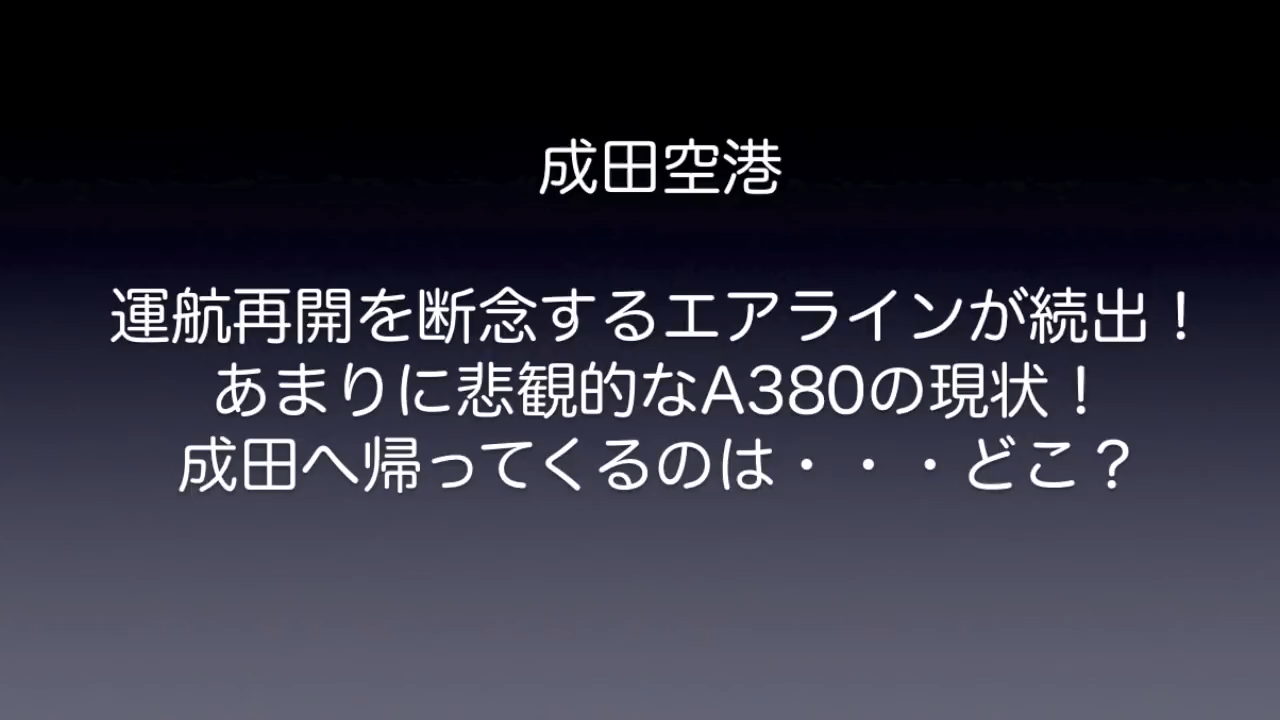 成田空港
運航再開を断念するエアラインが続出！
あまりに悲観的なA380の現状！
成田へ帰ってくるのは・・・どこ？